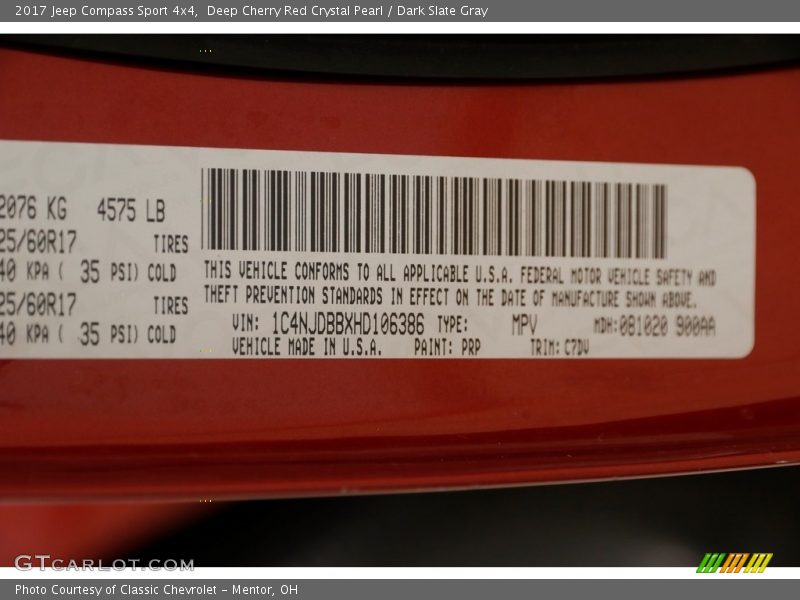 2017 Jeep Compass Sport 4x4, Deep Cherry Red Crystal Pearl / Dark Slate Gray
2076 KG 4575 LB
25/60R17 TIRES
40 KPA ( 35 PSI) COLD
25/60R17 TIRES
40 KPA ( 35 PSI) COLD
THIS VEHICLE CONFORMS TO ALL APPLICABLE U.S.A. FEDERAL MOTOR VEHICLE SAFETY AND
THEFT PREVENTION STANDARDS IN EFFECT ON THE DATE OF MANUFACTURE SHOWN ABOVE.
VIN: 1C4NJDBBXHD106386 TYPE: MPV MDH:081020 900AA
VEHICLE MADE IN U.S.A. PAINT: PRP TRIM: C7DV
GTCARLOT.COM
Photo Courtesy of Classic Chevrolet - Mentor, OH